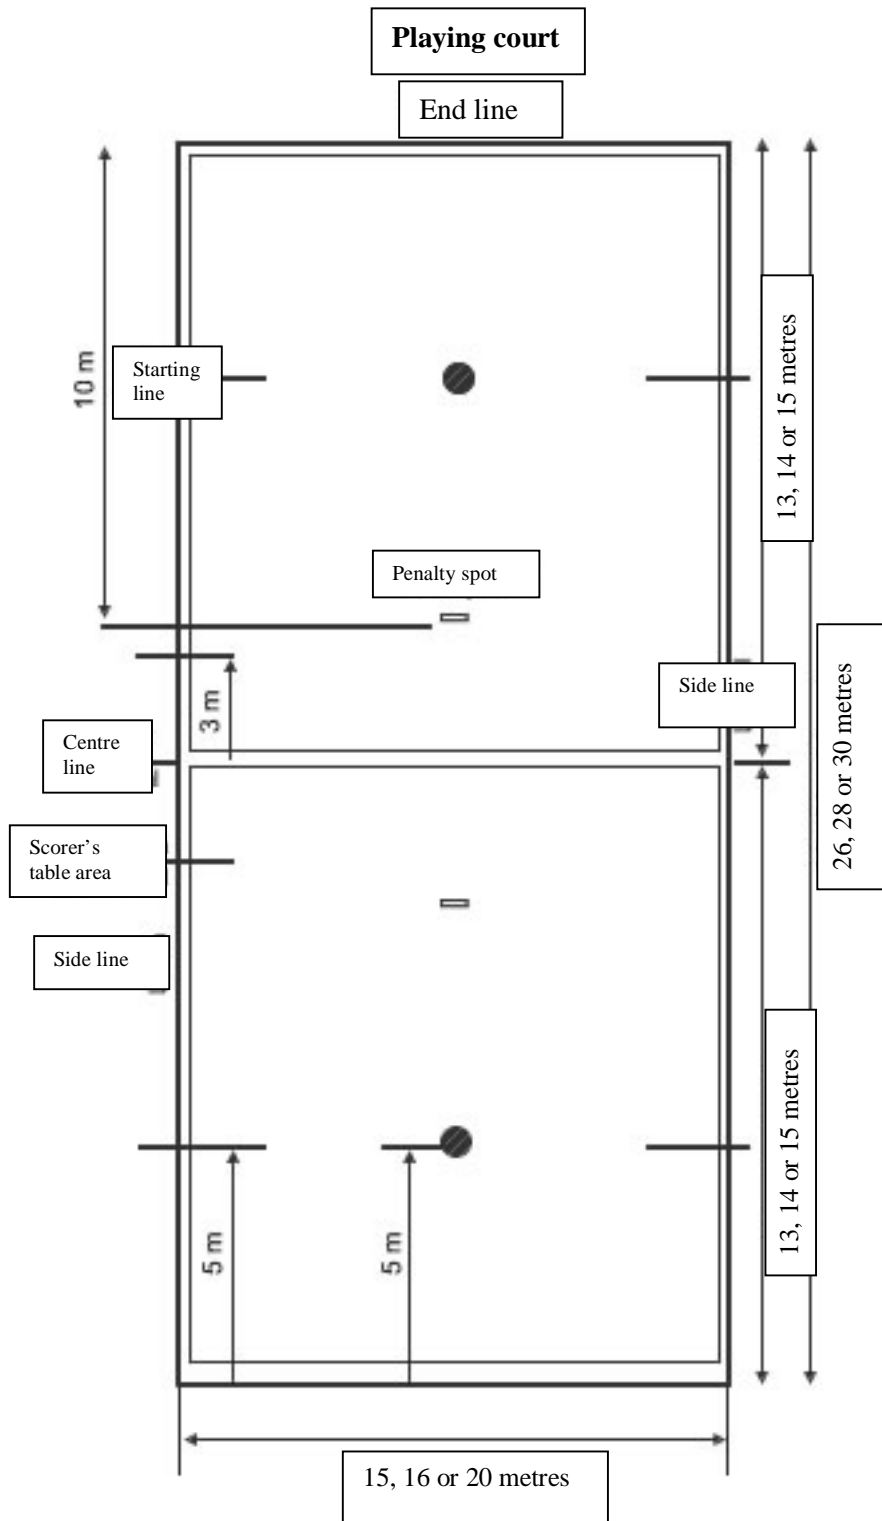 Playing court
End line
10 m
Starting
line
13, 14 or 15 metres
Penalty spot
3 m
Side line
26, 28 or 30 metres
Centre
line
Scorer's
table area
Side line
13, 14 or 15 metres
5 m
5 m
15, 16 or 20 metres